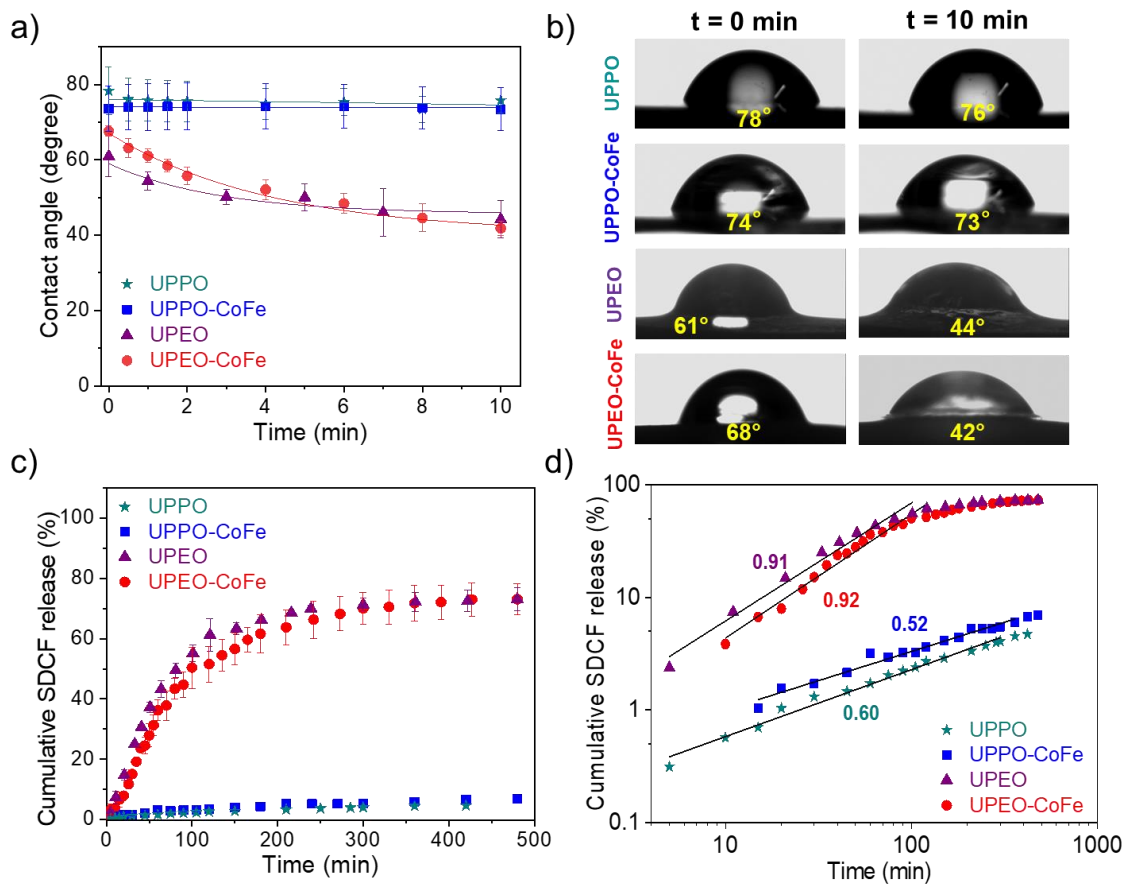 a)
Contact angle (degree)
80
60
40
20
0
UPPO
UPPO-CoFe
UPEO
UPEO-CoFe
0 2 4 6 8 10
Time (min)
b)
t = 0 min t = 10 min
UPPO
78° 76°
UPPO-CoFe
74° 73°
UPEO
61° 44°
UPEO-CoFe
68° 42°
c)
Cumulative SDCF release (%)
UPPO
UPPO-CoFe
UPEO
UPEO-CoFe
100
80
60
40
20
0
0 100 200 300 400 500
Time (min)
d)
Cumulative SDCF release (%)
100
10
1
0.1
0.91
0.92
0.52
0.60
UPPO
UPPO-CoFe
UPEO
UPEO-CoFe
10 100 1000
Time (min)